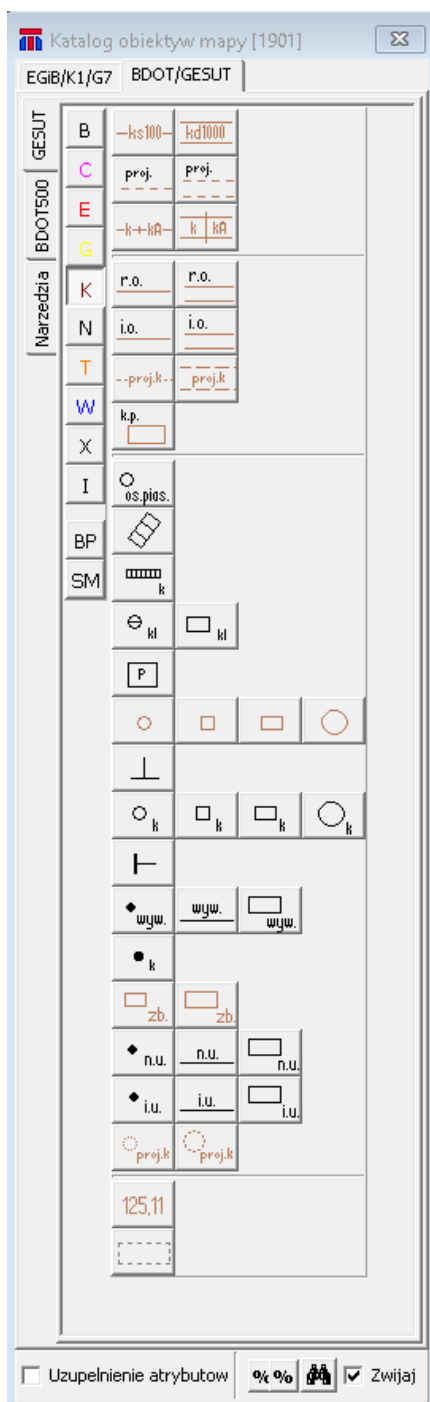 Katalog obiektyw mapy [1901]
EGiB/K1/G7 BDOT/GESUT
GESUT
BDOT500
Narzedzia
B
C
E
G
K
N
T
W
X
I
BP
SM
ks100 kd1000
proj. proj.
k kA k kA
r.o. r.o.
i.o. i.o.
proj.k proj.k
k.p.
os.pias.
k
kl kl
P
k k k k
wyw. wyw. wyw.
k
zb. zb.
n.u. n.u. n.u.
i.u. i.u. i.u.
proj.k proj.k
125,11
Uzupelnienie atrybutow % % Zwijaj